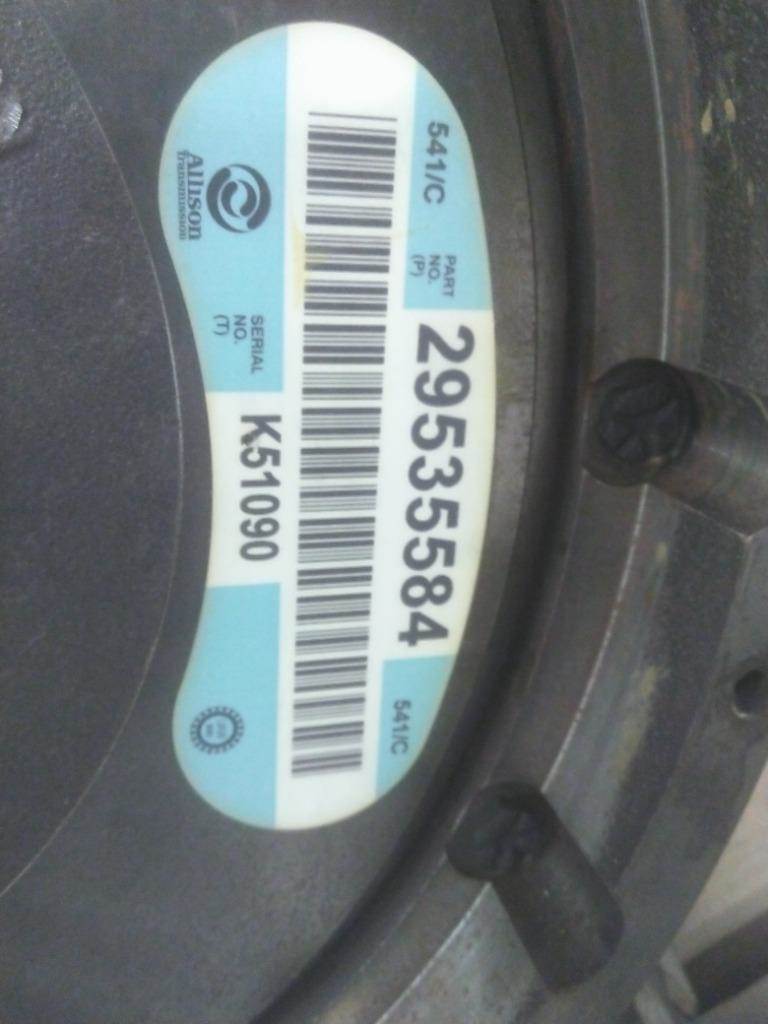 541/C
PART
NO.
(P)
29535584
541/C
Allison
Transmission
SERIAL
NO.
(T)
K51090